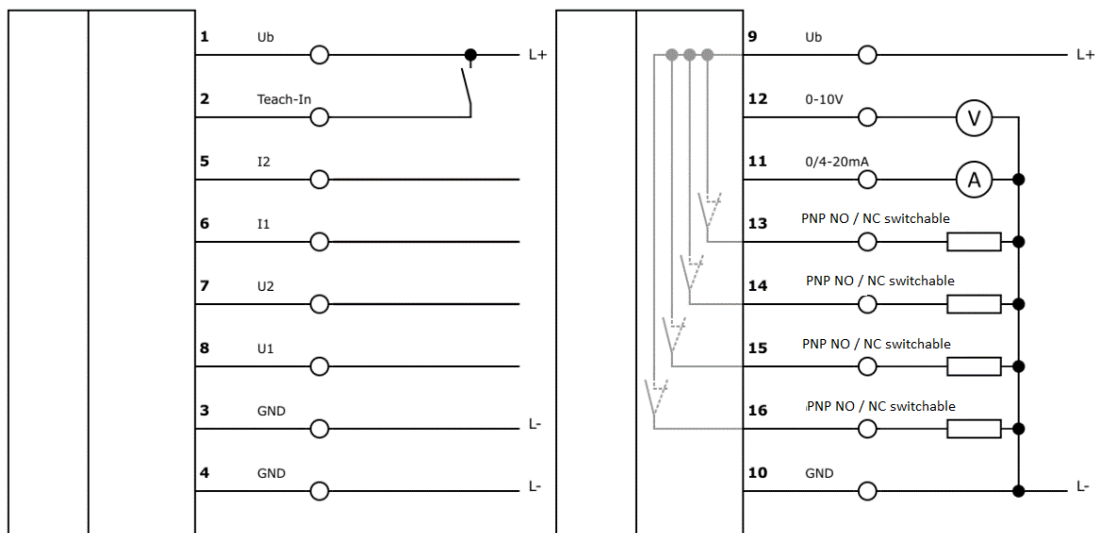 1 Ub L+
2 Teach-In
5 I2
6 I1
7 U2
8 U1
3 GND L-
4 GND L-
9 Ub L+
12 0-10V V
11 0/4-20mA A
13 PNP NO / NC switchable
14 PNP NO / NC switchable
15 PNP NO / NC switchable
16 PNP NO / NC switchable
10 GND L-